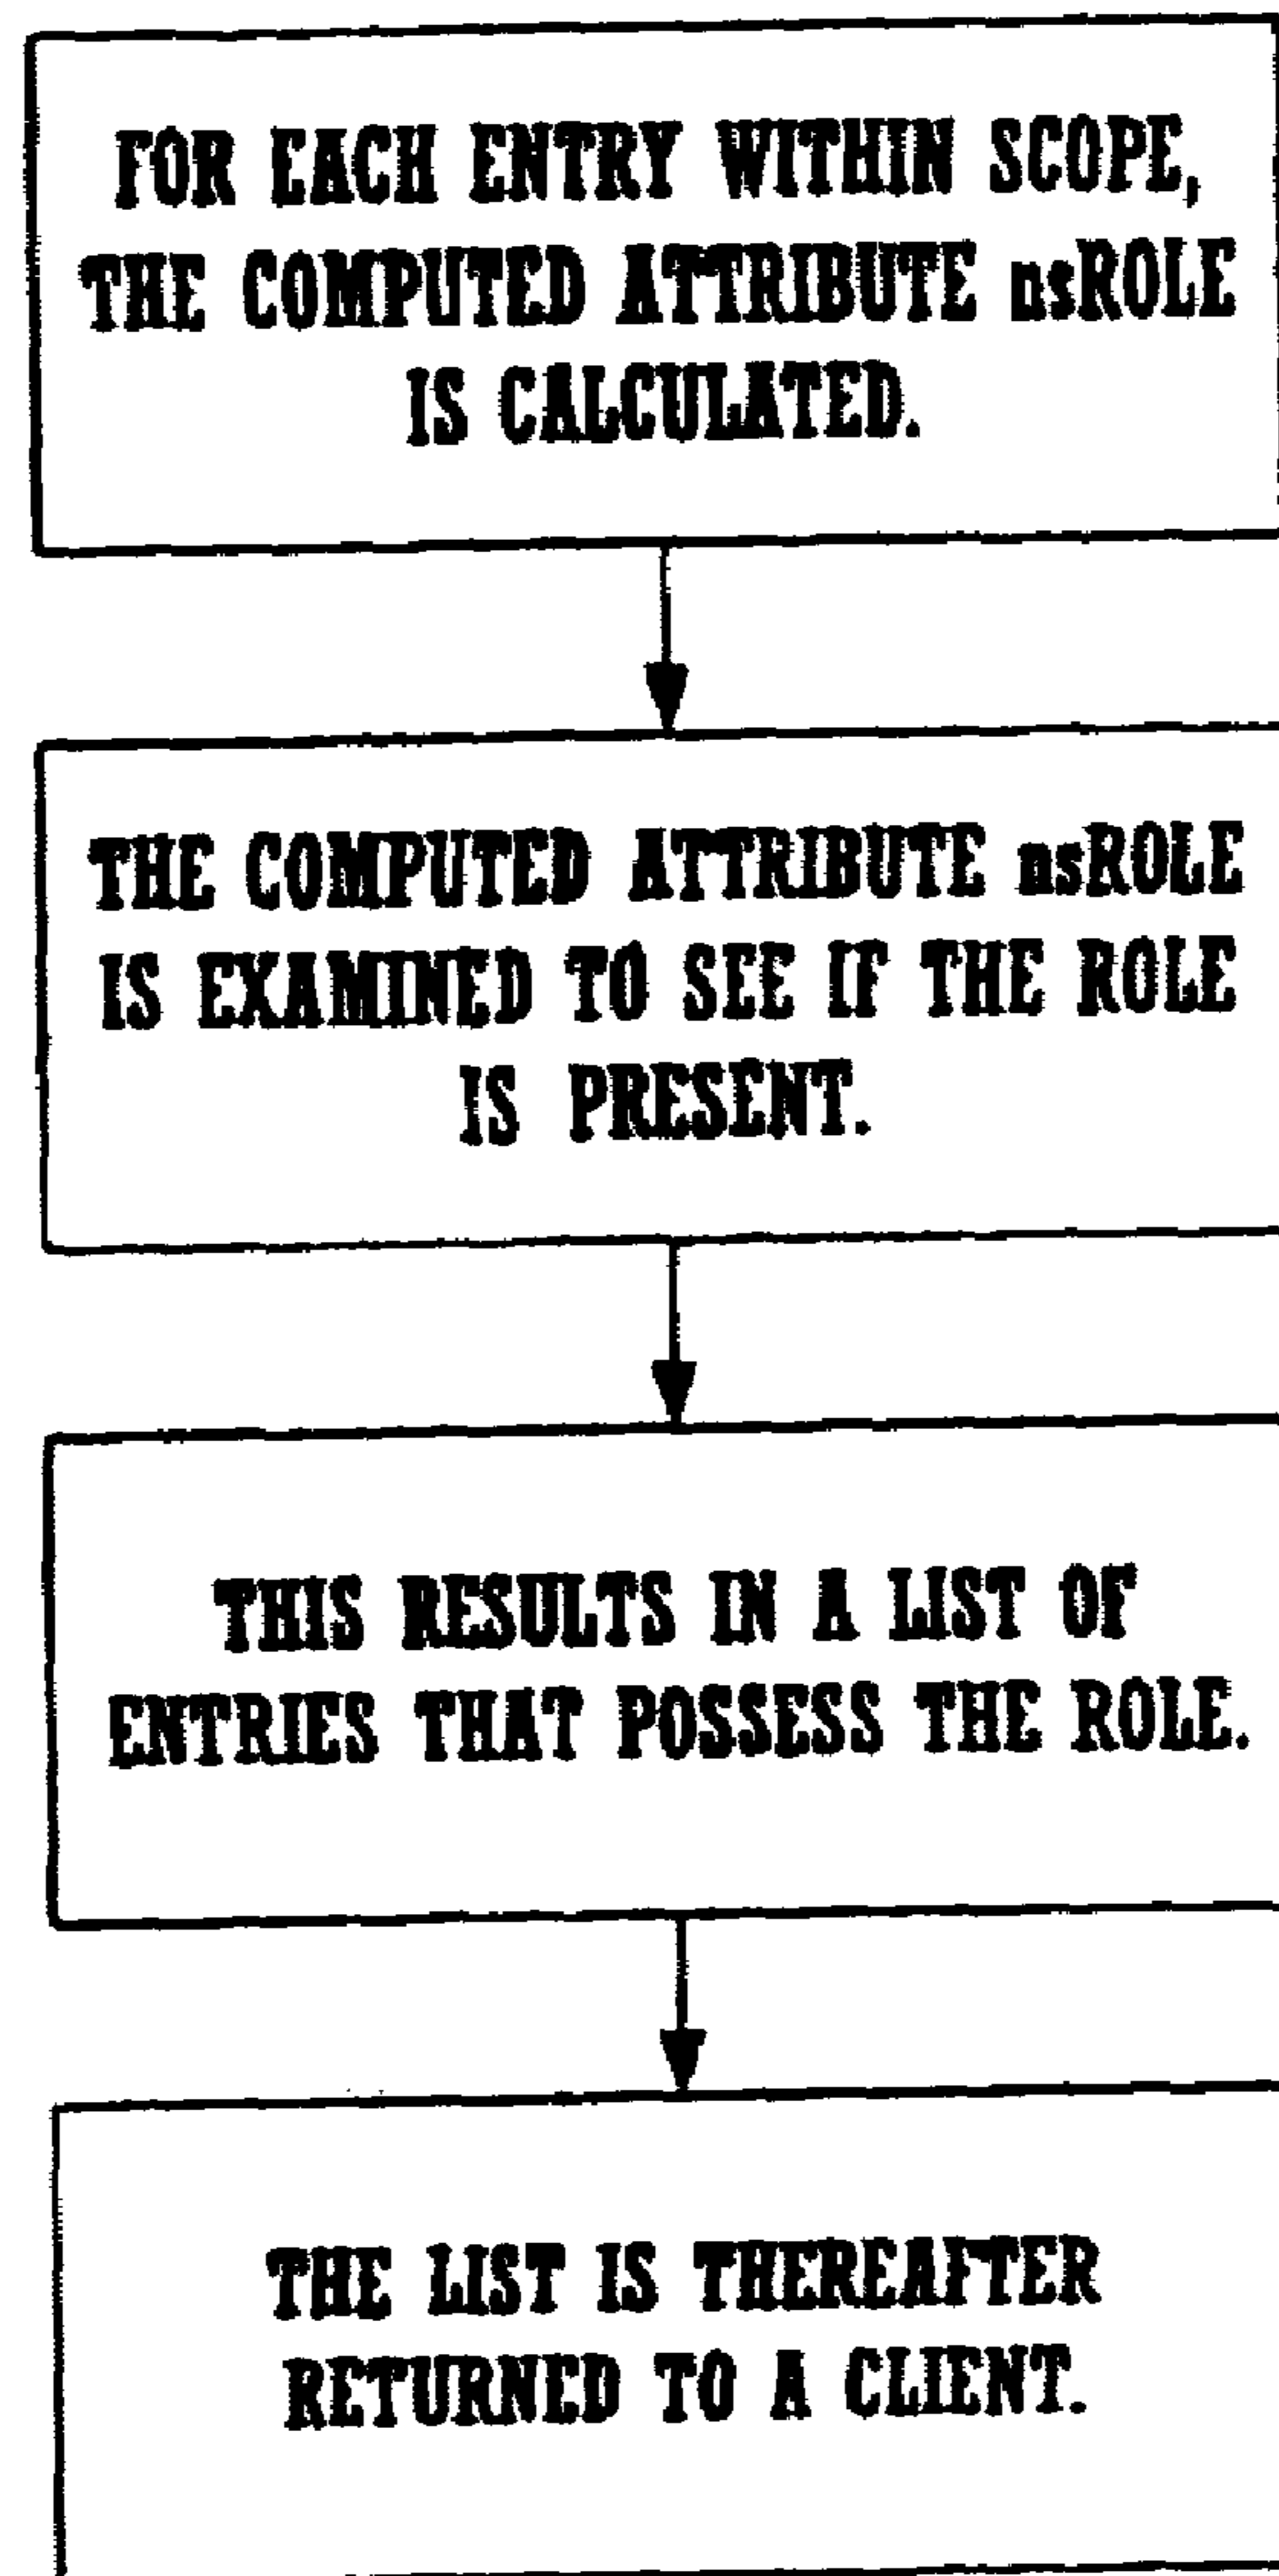 FOR EACH ENTRY WITHIN SCOPE,
THE COMPUTED ATTRIBUTE nsROLE
IS CALCULATED.
THE COMPUTED ATTRIBUTE nsROLE
IS EXAMINED TO SEE IF THE ROLE
IS PRESENT.
THIS RESULTS IN A LIST OF
ENTRIES THAT POSSESS THE ROLE.
THE LIST IS THEREAFTER
RETURNED TO A CLIENT.